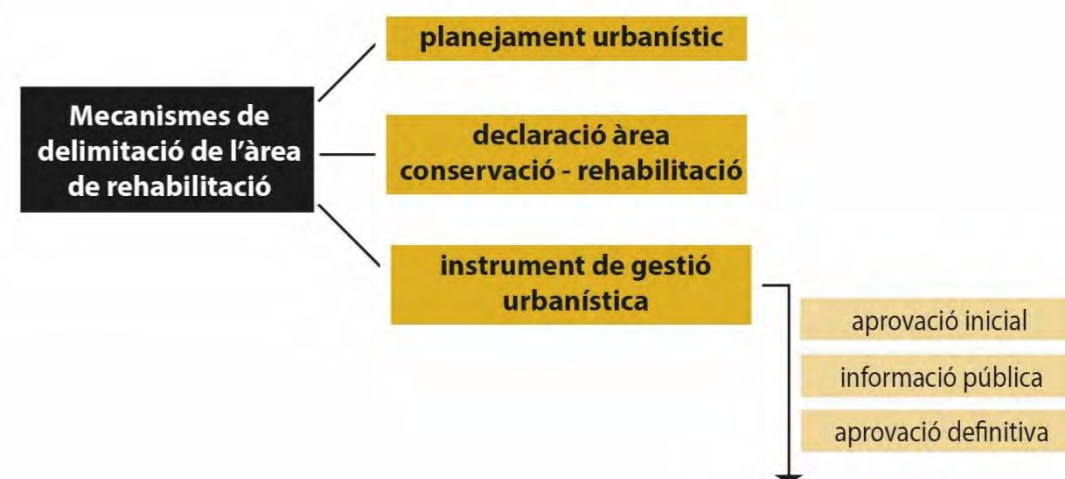 Mecanismes de
delimitació de l'àrea
de rehabilitació
planejament urbanístic
declaració àrea
conservació - rehabilitació
instrument de gestió
urbanística
aprovació inicial
informació pública
aprovació definitiva